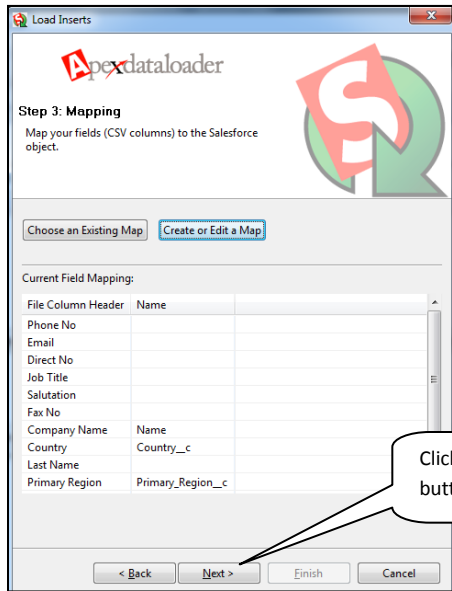 Load Inserts
Apexdataloader
Step 3: Mapping
Map your fields (CSV columns) to the Salesforce
object.
Choose an Existing Map Create or Edit a Map
Current Field Mapping:
File Column Header Name
Phone No
Email
Direct No
Job Title
Salutation
Fax No
Company Name Name
Country Country__c
Last Name
Primary Region Primary_Region__c
< Back Next > Finish Cancel